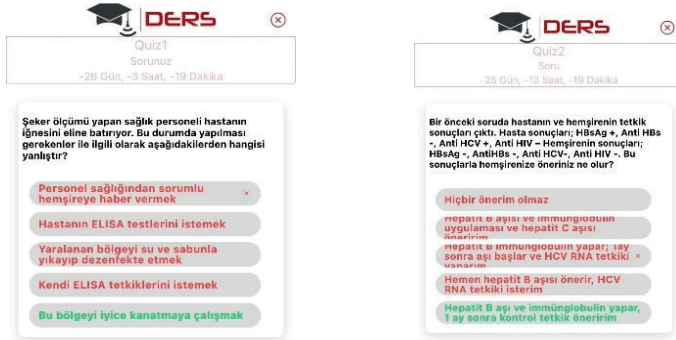 DERS
Quiz1
Sorunuz
-26 Gün, -3 Saat, -19 Dakika
Şeker ölçümü yapan sağlık personeli hastanın
iğnesini eline batırıyor. Bu durumda yapılması
gerekenler ile ilgili olarak aşağıdakilerden hangisi
yanlıştır?
Personel sağlığından sorumlu
hemşireye haber vermek
Hastanın ELISA testlerini istemek
Yaralanan bölgeyi su ve sabunla
yıkayıp dezenfekte etmek
Kendi ELISA tetkiklerini istemek
Bu bölgeyi iyice kanatmaya çalışmak
DERS
Quiz2
Soru
-25 Gün, -13 Saat, -19 Dakika
Bir önceki soruda hastanın ve hemşirenin tetkik
sonuçları çıktı. Hasta sonuçları; HBsAg +, Anti HBs
-, Anti HCV +, Anti HIV – Hemşirenin sonuçları;
HBsAg -, AntiHBs -, Anti HCV-, Anti HIV -. Bu
sonuçlarla hemşirenize öneriniz ne olur?
Hiçbir önerim olmaz
Hepatit B aşısı ve immünglobulin
uygulaması ve hepatit C aşısı
öneririm
Hepatit B immünglobulin yapar; 1ay
sonra aşı başlar ve HCV RNA tetkiki
yaparım
Hemen hepatit B aşısı önerir, HCV
RNA tetkiki isterim
Hepatit B aşı ve immünglobulin yapar,
1 ay sonra kontrol tetkik öneririm